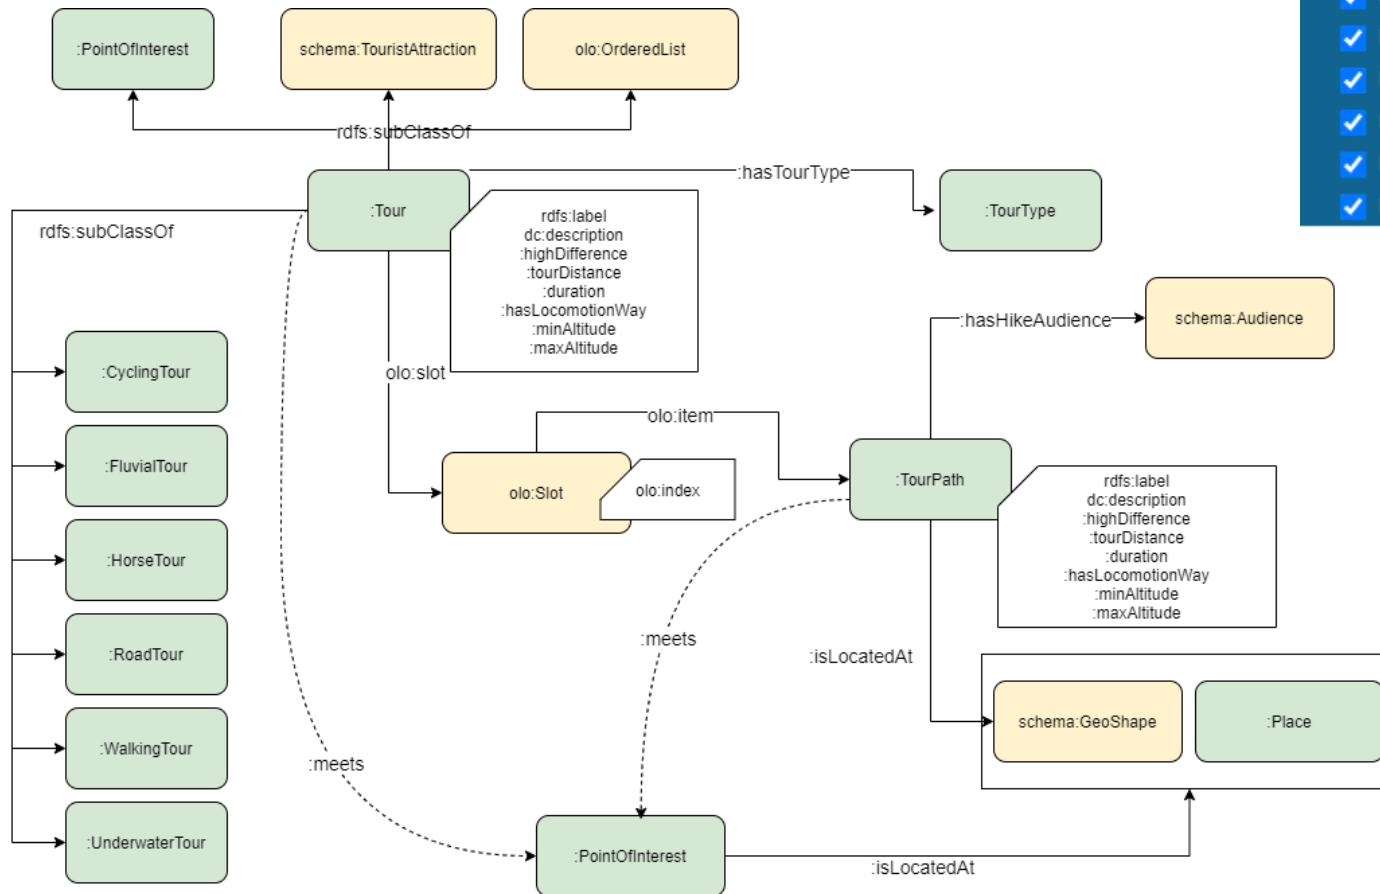 :PointOfInterest
schema:TouristAttraction
olo:OrderedList
rdfs:subClassOf
:hasTourType
:Tour
:TourType
rdfs:label
dc:description
:highDifference
:tourDistance
:duration
:hasLocomotionWay
:minAltitude
:maxAltitude
rdfs:subClassOf
:hasHikeAudience
schema:Audience
:CyclingTour
olo:slot
olo:item
:FluvialTour
olo:Slot
olo:index
:TourPath
rdfs:label
dc:description
:highDifference
:tourDistance
:duration
:hasLocomotionWay
:minAltitude
:maxAltitude
:HorseTour
:RoadTour
:meets
:isLocatedAt
schema:GeoShape
:Place
:WalkingTour
:meets
:UnderwaterTour
:PointOfInterest
:isLocatedAt